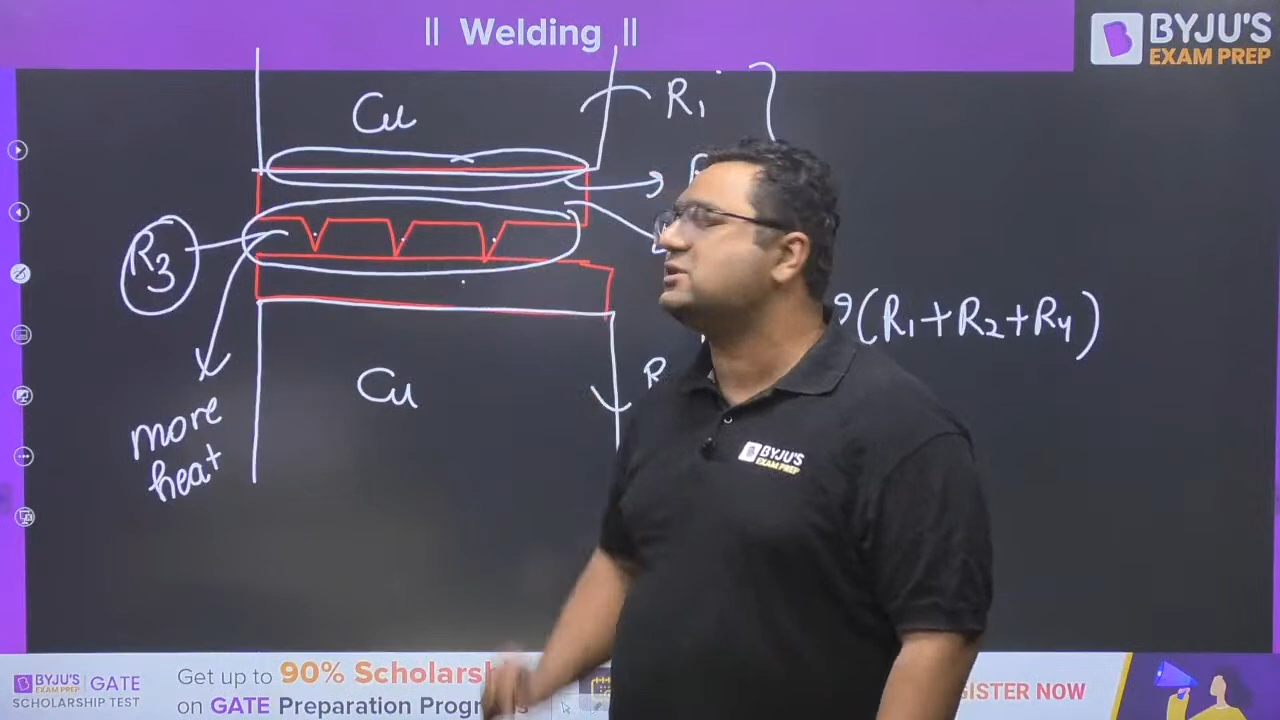 || Welding ||
BYJU'S
EXAM PREP
Cu
R₁
R₃
(R₁+R₂+R₄)
Cu
more
heat
BYJU'S
EXAM PREP
BYJU'S
EXAM PREP
GATE
SCHOLARSHIP TEST
Get up to 90% Scholarsh
on GATE Preparation Progr
GISTER NOW